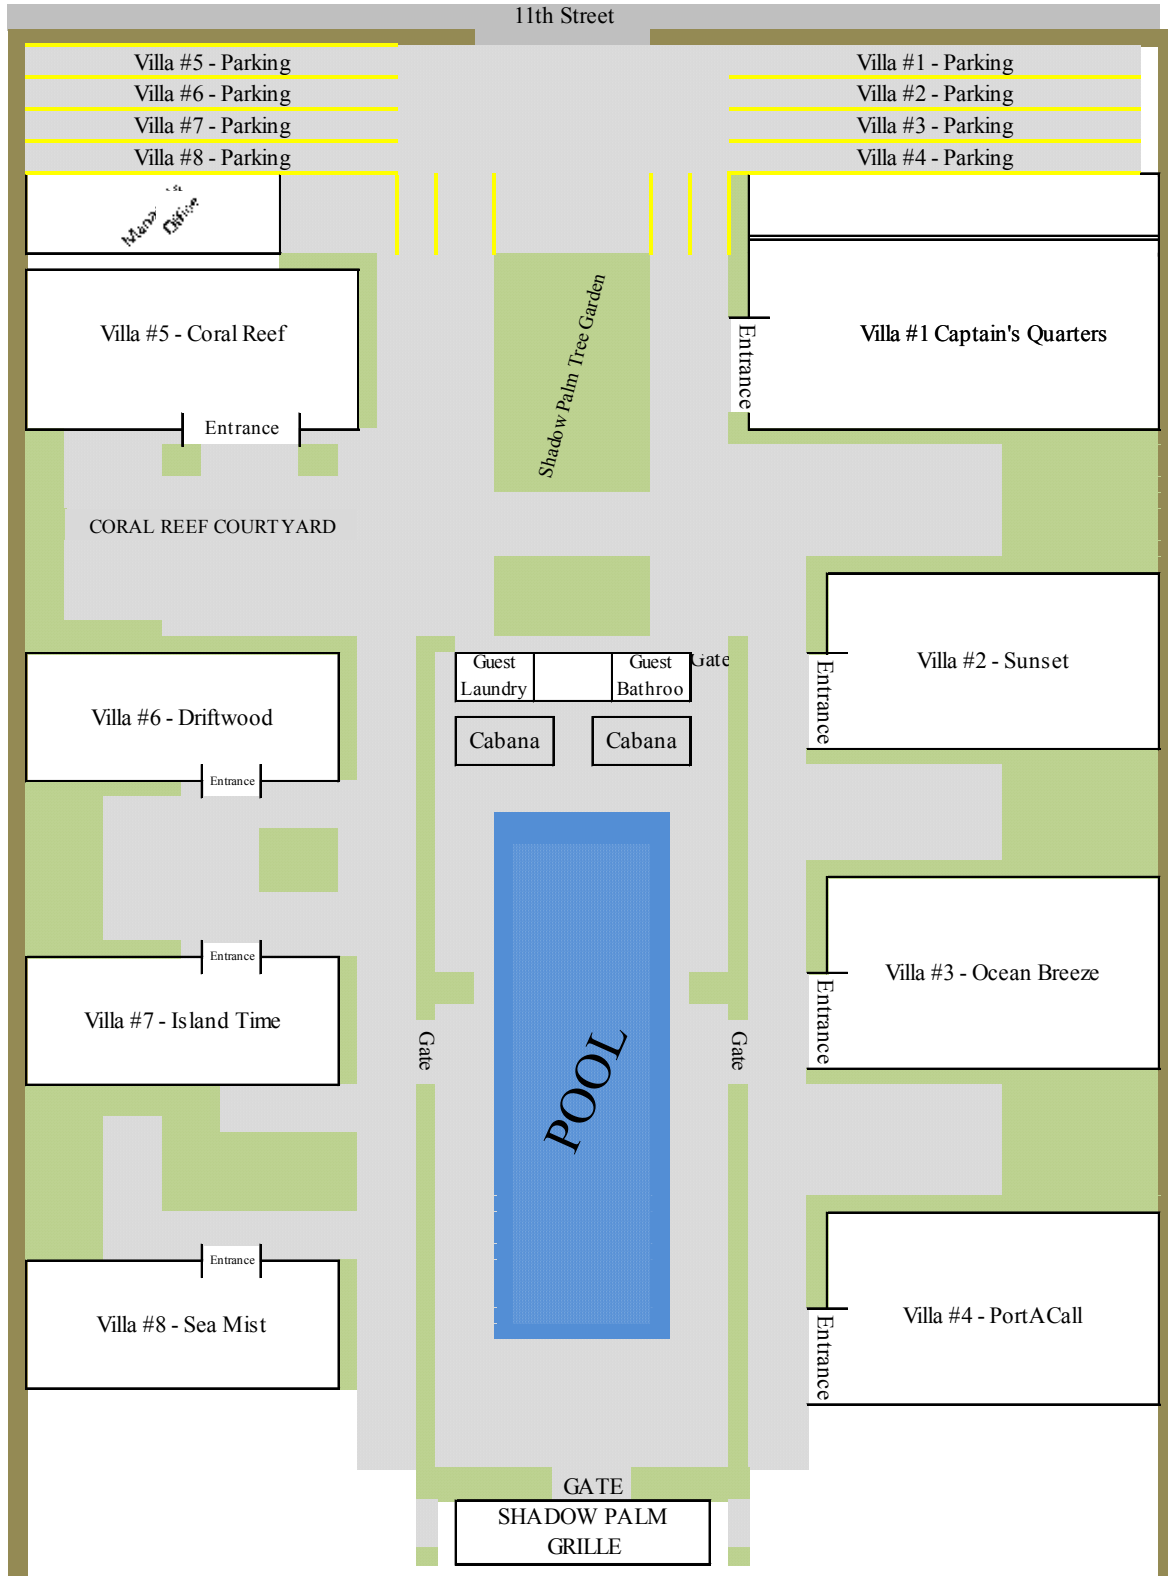 11th Street
Villa #5 - Parking
Villa #1 - Parking
Villa #6 - Parking
Villa #2 - Parking
Villa #7 - Parking
Villa #3 - Parking
Villa #8 - Parking
Villa #4 - Parking
Office
Villa #5 - Coral Reef
Entrance
Shadow Palm Tree Garden
Villa #1 Captain's Quarters
Entrance
CORAL REEF COURTYARD
Villa #6 - Driftwood
Entrance
Guest
Laundry
Guest
Bathroo
Gate
Cabana
Cabana
Villa #2 - Sunset
Entrance
Entrance
Villa #7 - Island Time
Gate
POOL
Gate
Villa #3 - Ocean Breeze
Entrance
Entrance
Villa #8 - Sea Mist
Villa #4 - PortACall
Entrance
GATE
SHADOW PALM
GRILLE